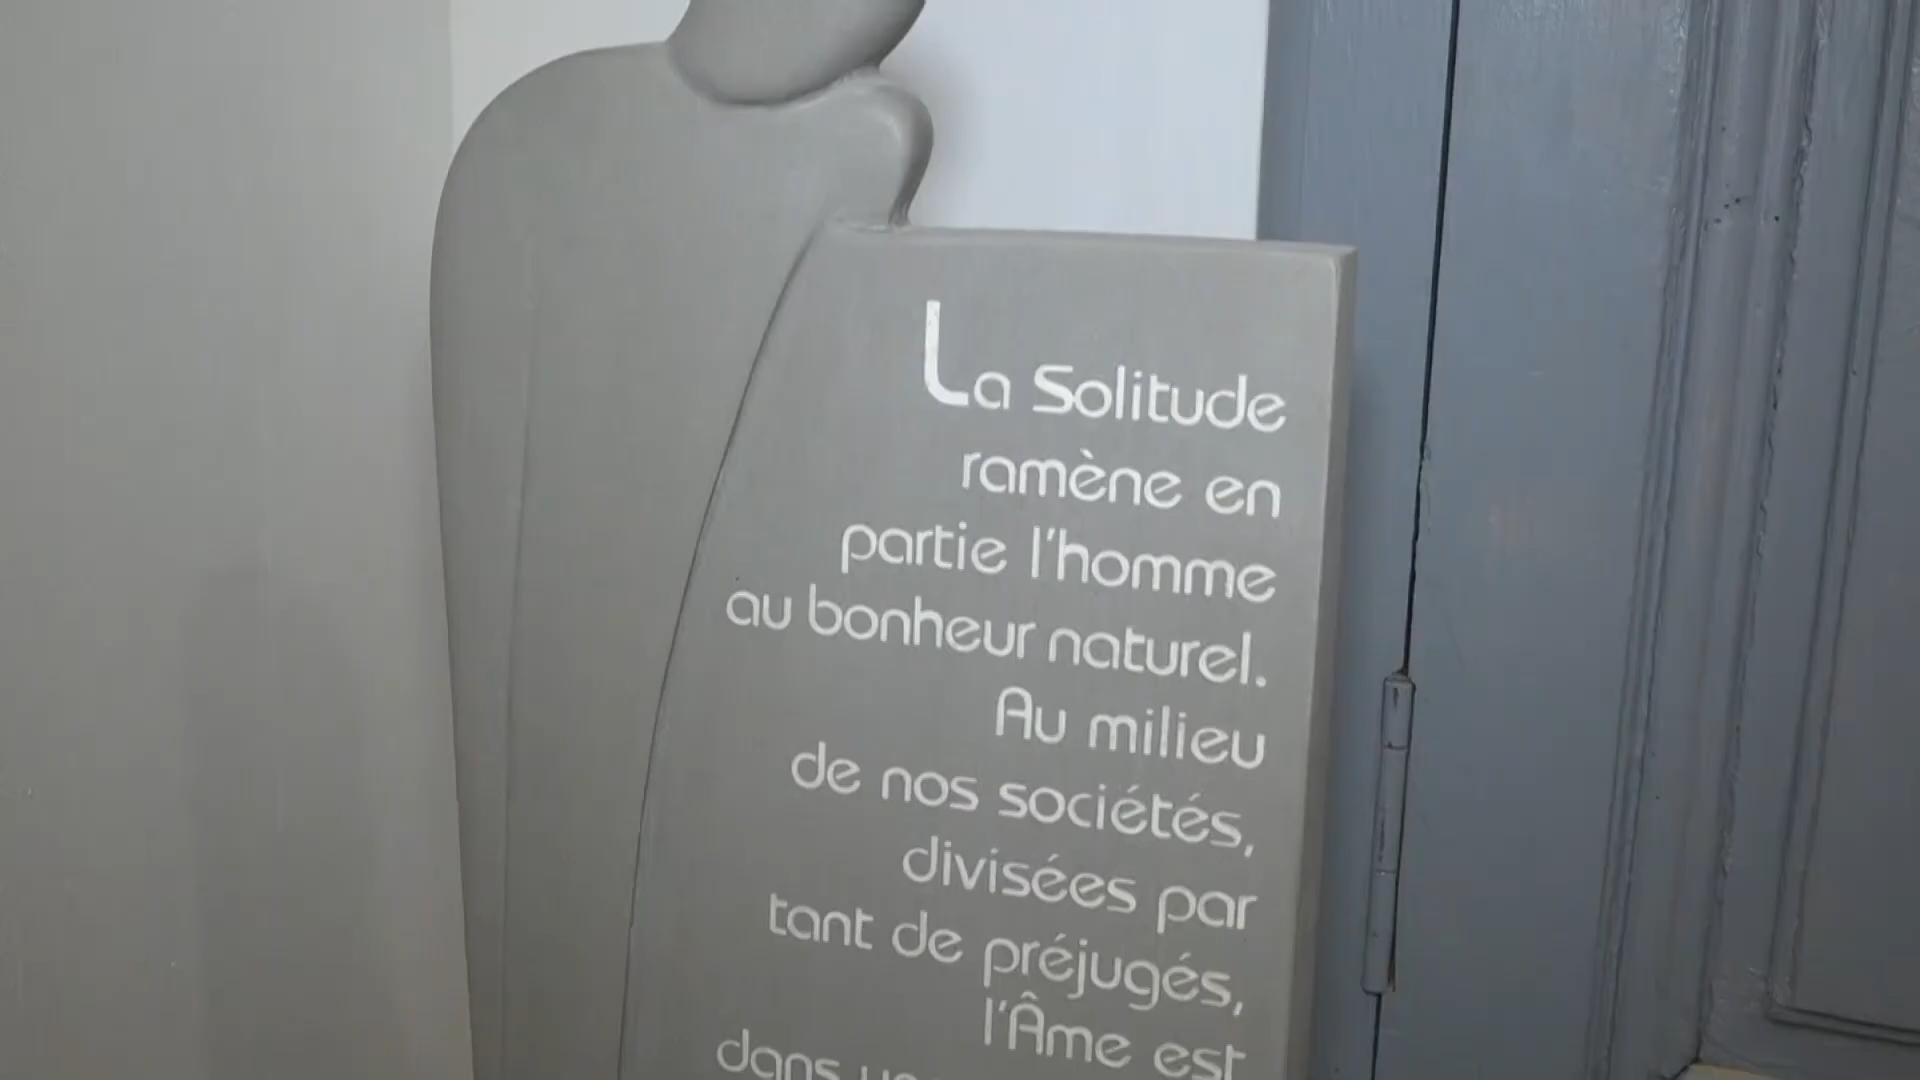 La Solitude
ramène en
partie l'homme
au bonheur naturel.
Au milieu
de nos sociétés,
divisées par
tant de préjugés,
l'Âme est
dans